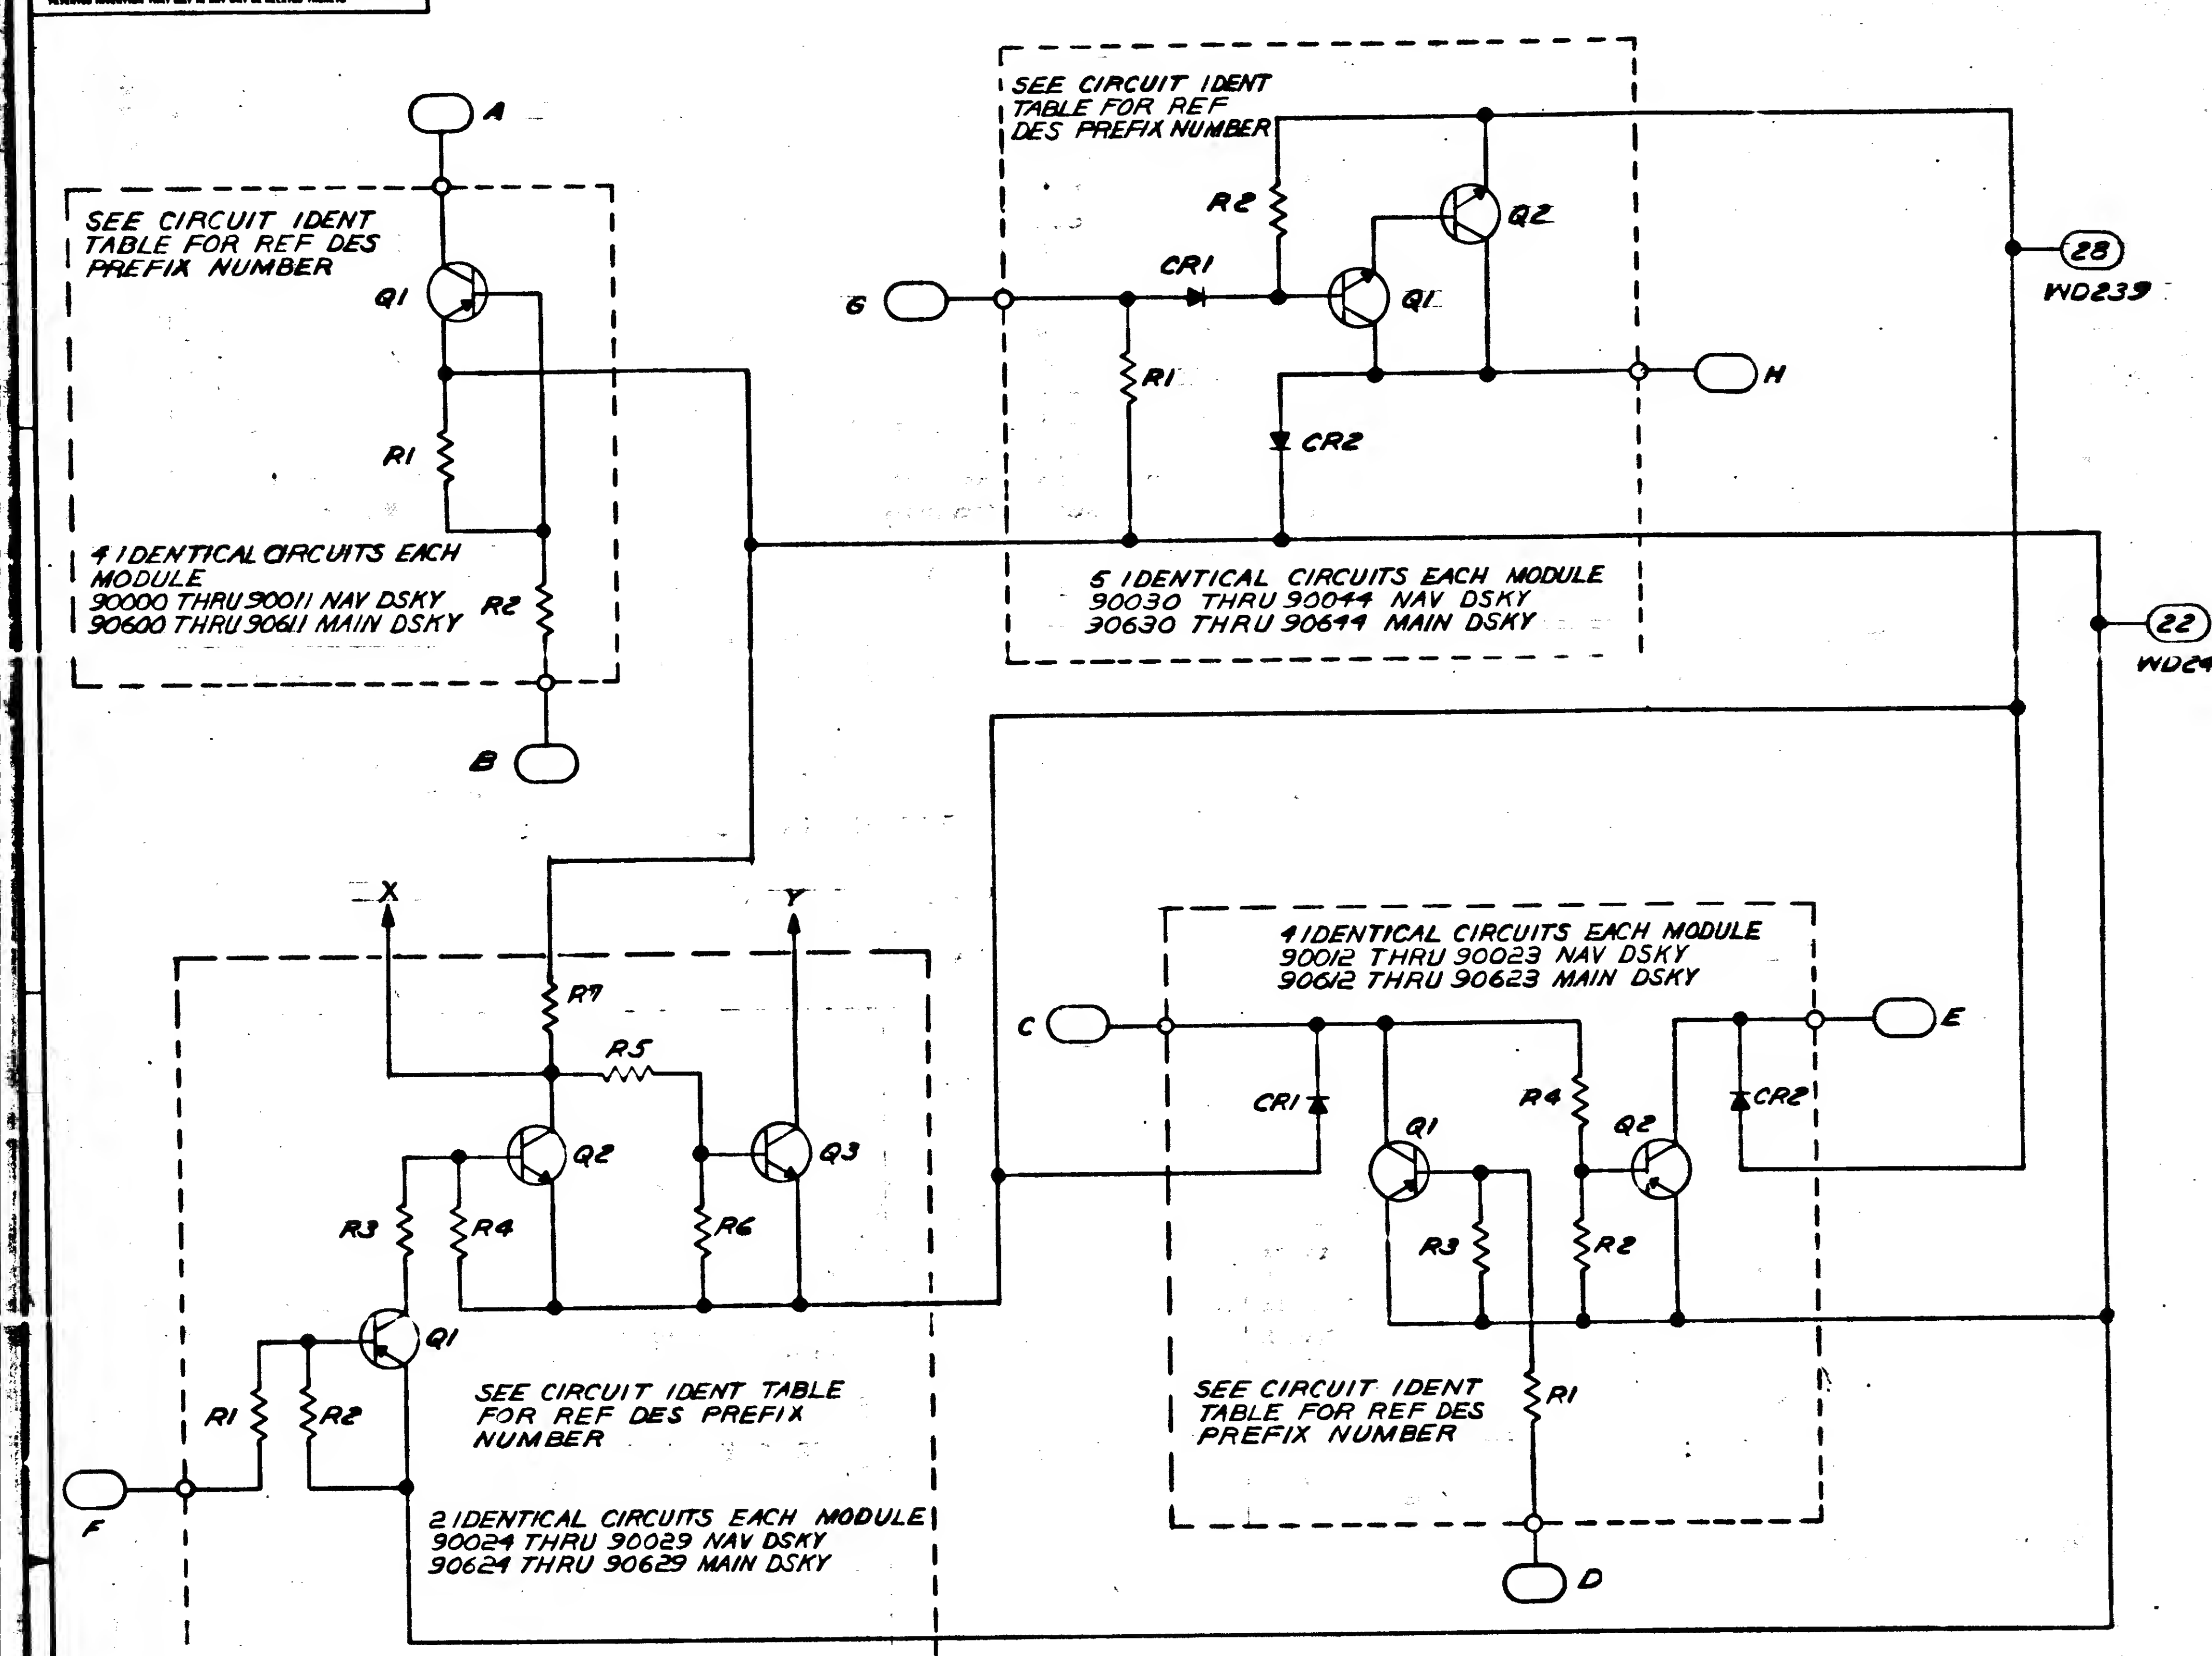 A
SEE CIRCUIT IDENT
TABLE FOR REF DES
PREFIX NUMBER
Q1
R1
4 IDENTICAL CIRCUITS EACH
MODULE
90000 THRU 90011 NAV DSKY
90600 THRU 90611 MAIN DSKY
R2
B
SEE CIRCUIT IDENT
TABLE FOR REF
DES PREFIX NUMBER
R2
Q2
CR1
G
Q1
R1
H
CR2
5 IDENTICAL CIRCUITS EACH MODULE
90030 THRU 90044 NAV DSKY
90630 THRU 90644 MAIN DSKY
28
WD239
22
WD24
X
Y
R7
R5
Q2
Q3
R3
R4
R6
Q1
R1
R2
SEE CIRCUIT IDENT TABLE
FOR REF DES PREFIX
NUMBER
F
2 IDENTICAL CIRCUITS EACH MODULE
90024 THRU 90029 NAV DSKY
90624 THRU 90629 MAIN DSKY
4 IDENTICAL CIRCUITS EACH MODULE
90012 THRU 90023 NAV DSKY
90612 THRU 90623 MAIN DSKY
C
E
CR1
R4
CR2
Q1
Q2
R3
R2
SEE CIRCUIT IDENT
TABLE FOR REF DES
PREFIX NUMBER
R1
D